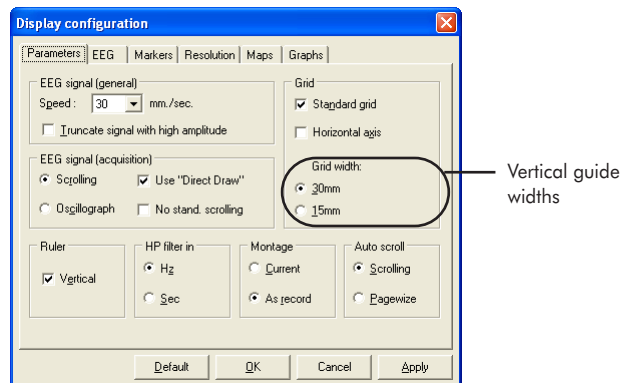 Display configuration
Parameters EEG Markers Resolution Maps Graphs
EEG signal (general)
Speed : 30 mm./sec.
Truncate signal with high amplitude
Grid
Standard grid
Horizontal axis
Grid width:
30mm
15mm
Vertical guide
widths
EEG signal (acquisition)
Scrolling Use "Direct Draw"
Oscillograph No stand. scrolling
Ruler
Vertical
HP filter in
Hz
Sec
Montage
Current
As record
Auto scroll
Scrolling
Pagewize
Default OK Cancel Apply